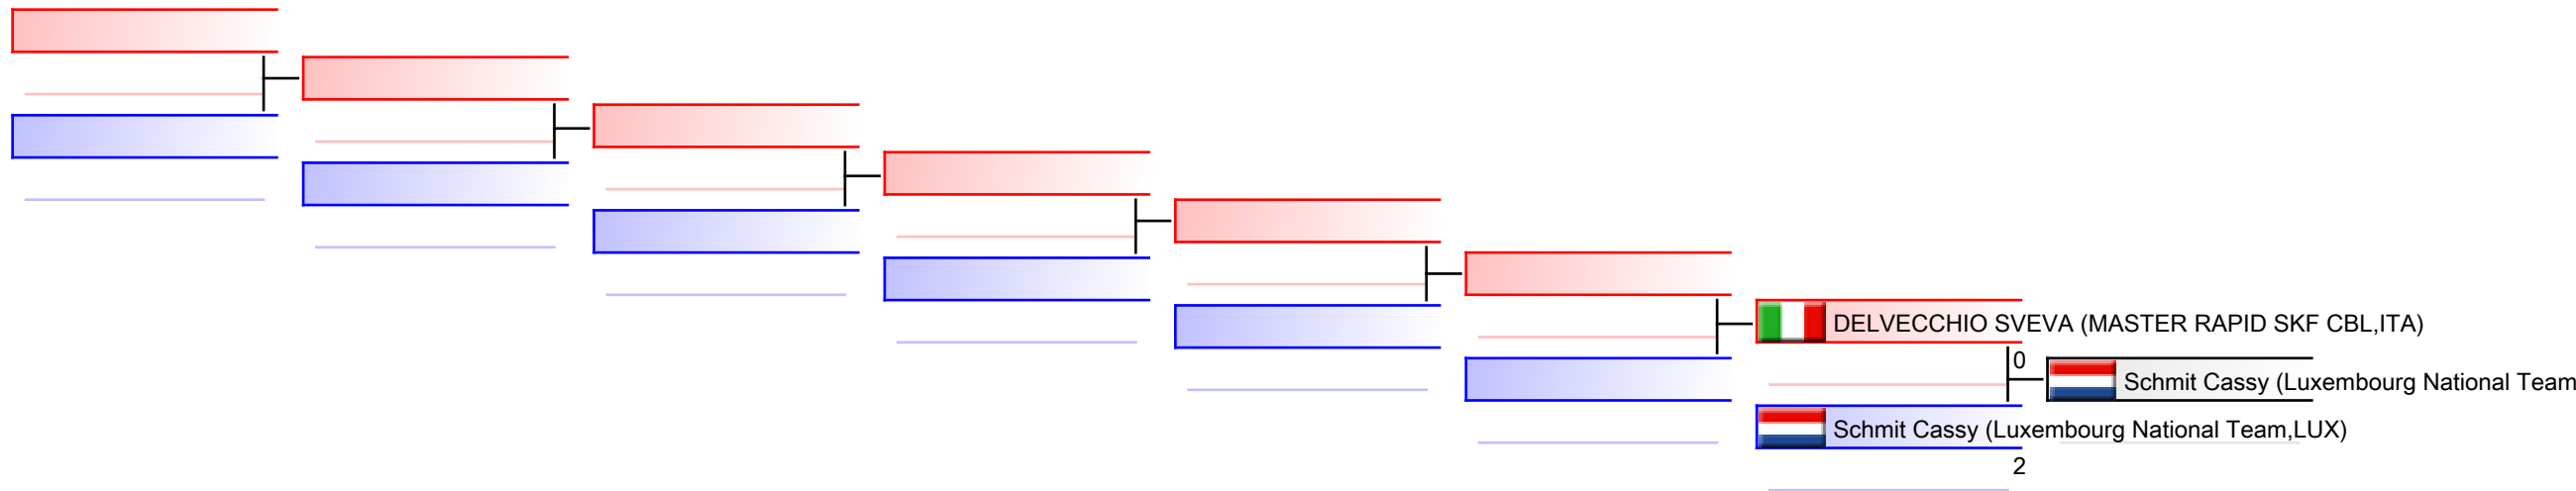 DELVECCHIO SVEVA (MASTER RAPID SKF CBL,ITA)
0
Schmit Cassy (Luxembourg National Team
Schmit Cassy (Luxembourg National Team,LUX)
2